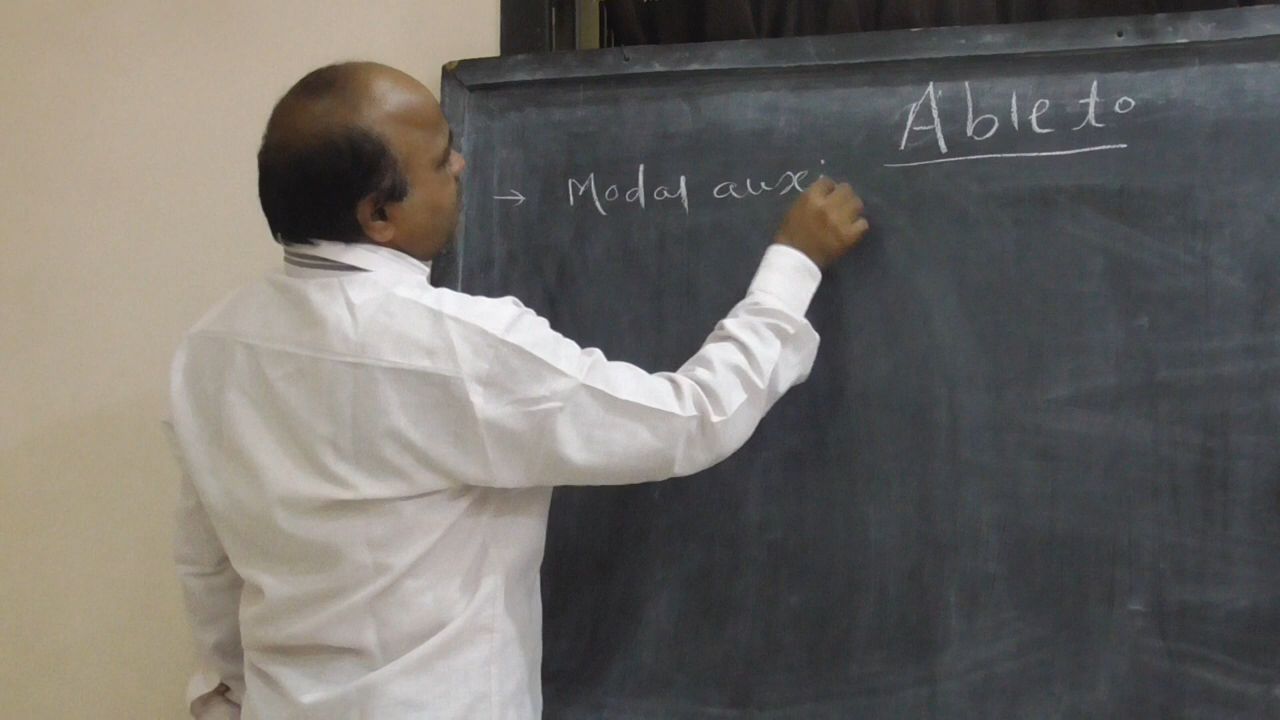 Able to
→ Modal auxi